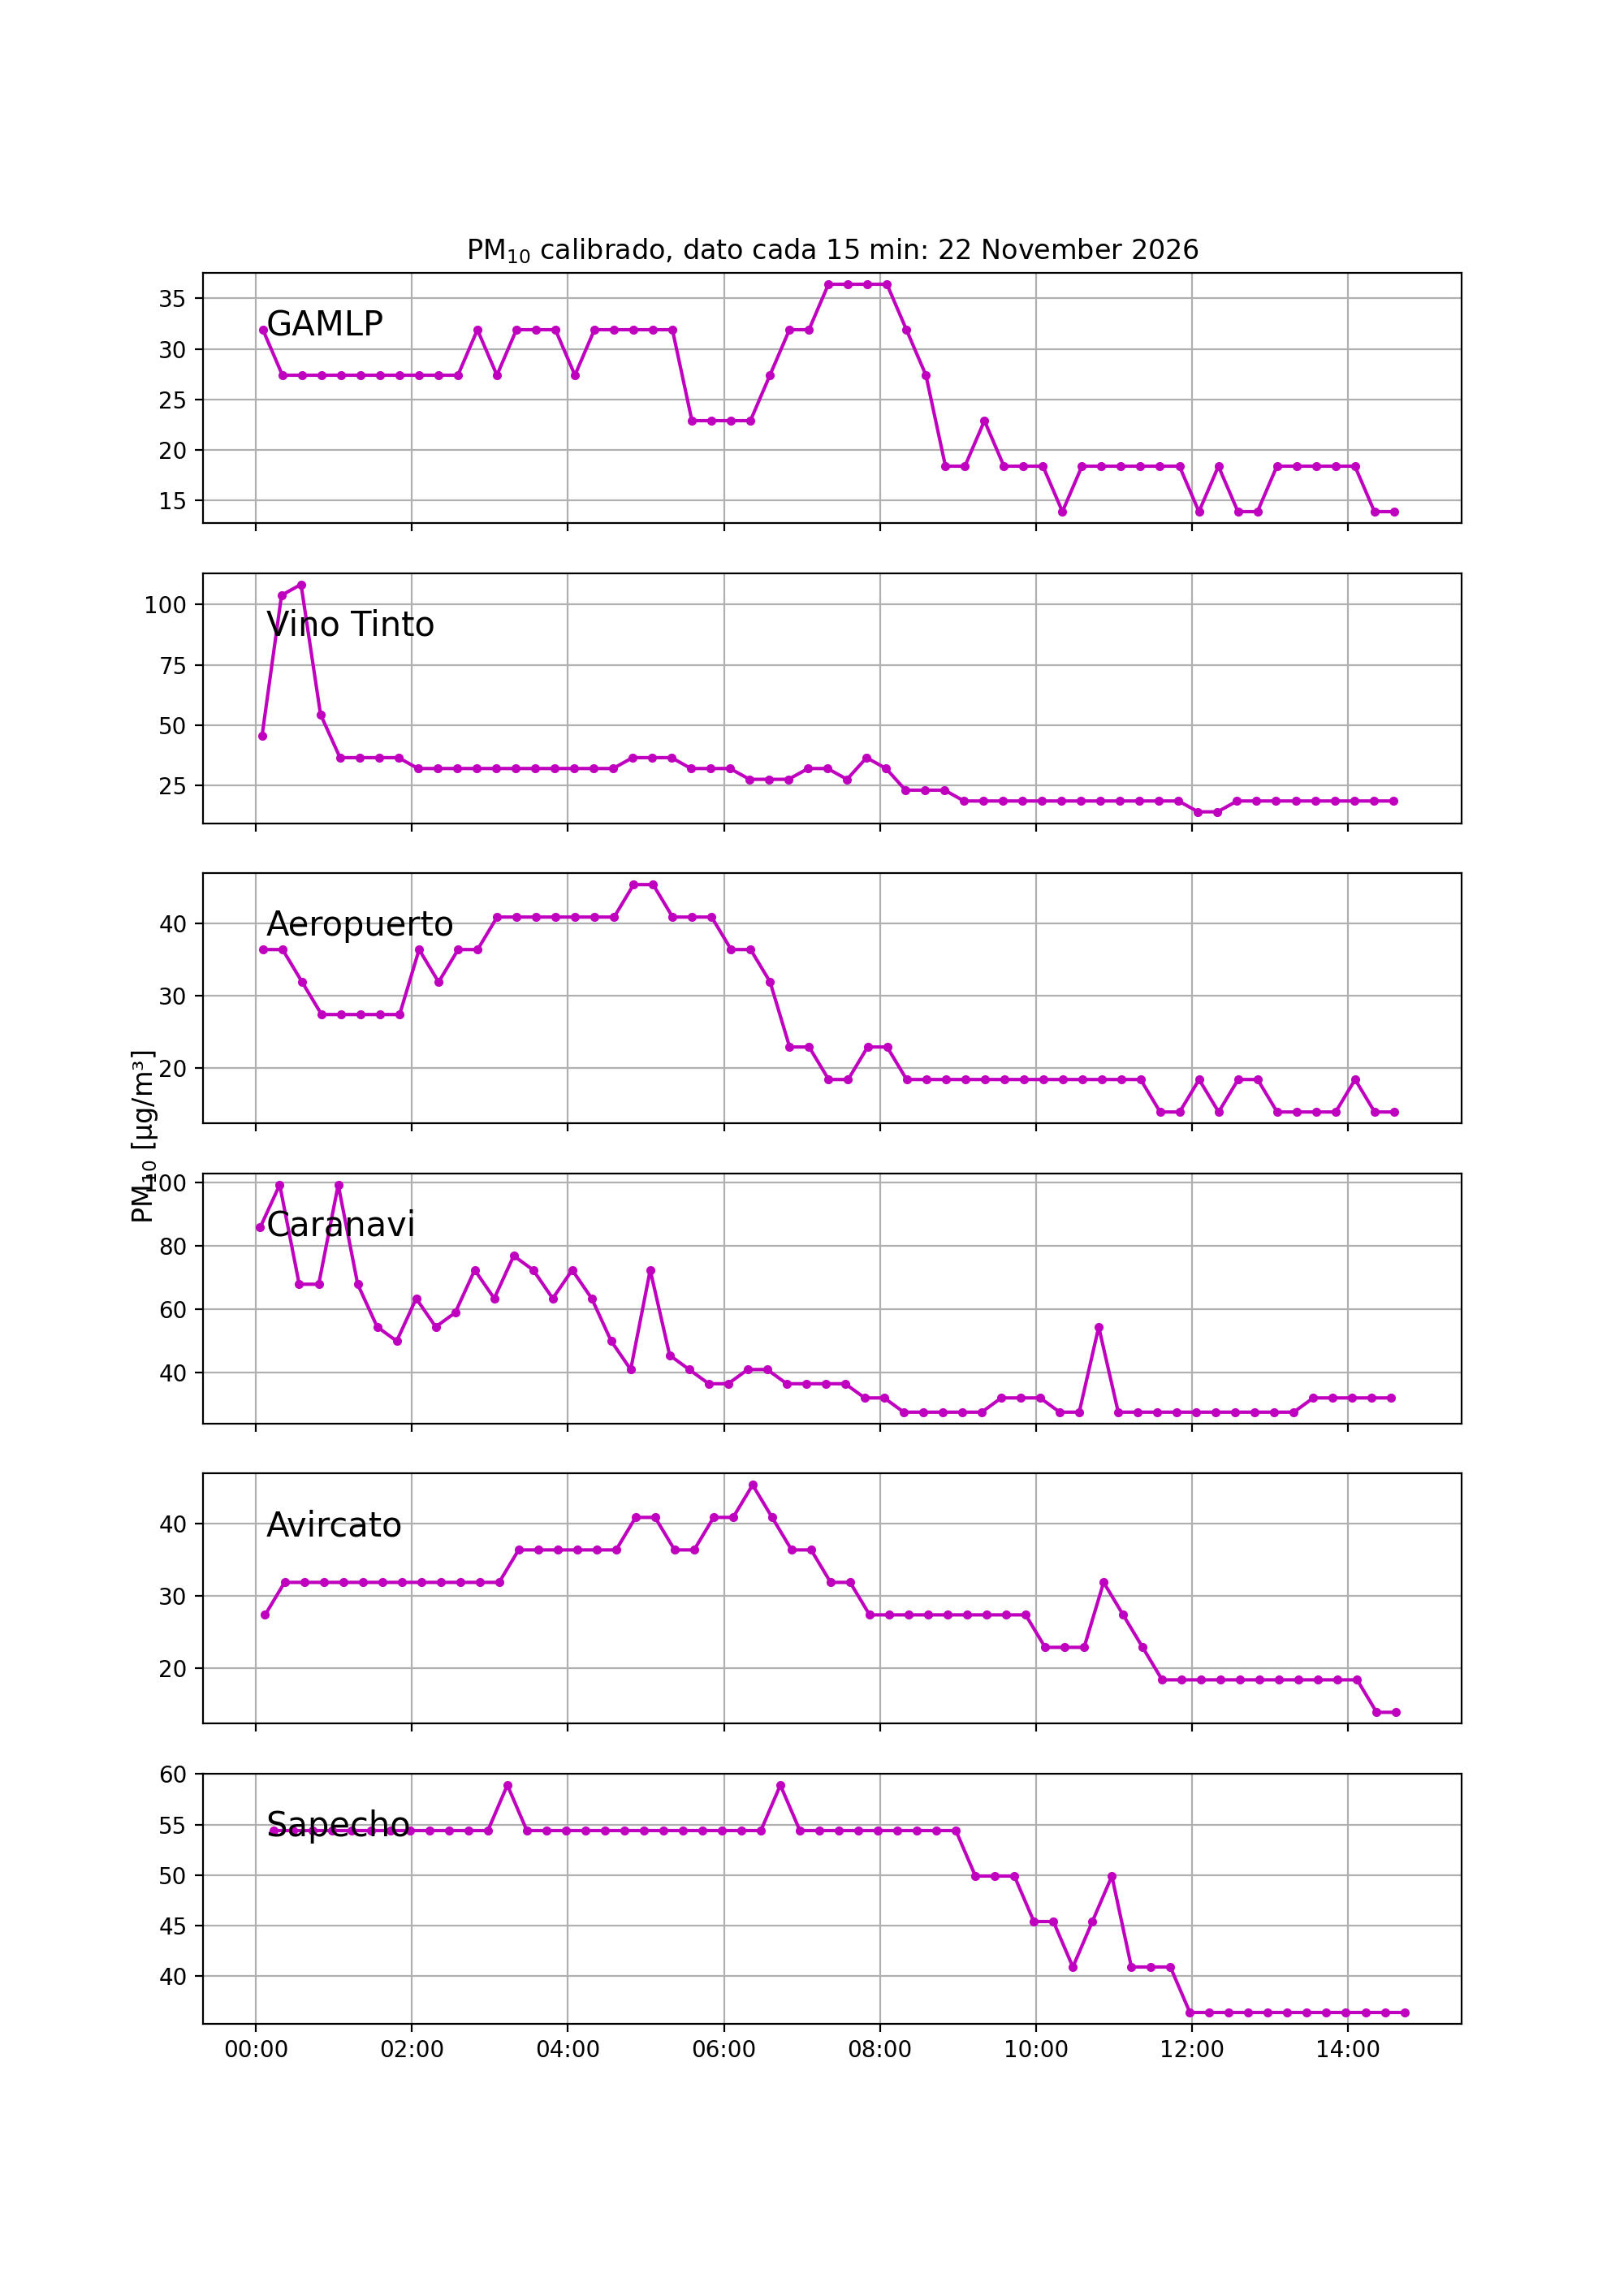 PM₁₀ calibrado, dato cada 15 min: 22 November 2026
35
30
25
20
15
GAMLP
100
75
50
25
Vino Tinto
40
30
20
Aeropuerto
PM₁₀ [µg/m³]
100
80
60
40
Caranavi
40
30
20
Avircato
60
55
50
45
40
Sapecho
00:00 02:00 04:00 06:00 08:00 10:00 12:00 14:00